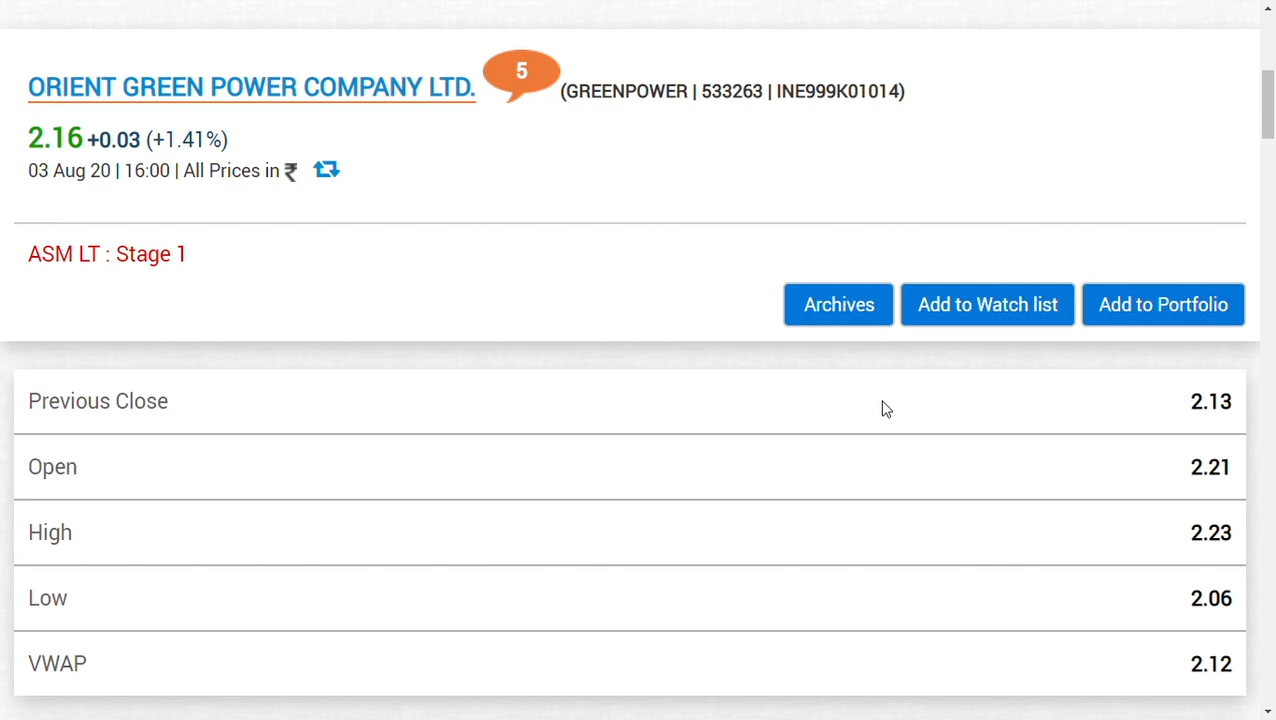 ORIENT GREEN POWER COMPANY LTD. 5 (GREENPOWER | 533263 | INE999K01014)
2.16 +0.03 (+1.41%)
03 Aug 20 | 16:00 | All Prices in ₹
ASM LT : Stage 1
Archives Add to Watch list Add to Portfolio
Previous Close 2.13
Open 2.21
High 2.23
Low 2.06
VWAP 2.12